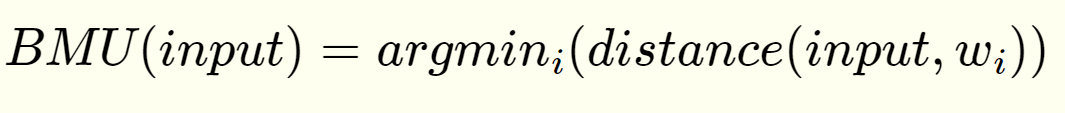 BMU(input) = argmin_i(distance(input, w_i))